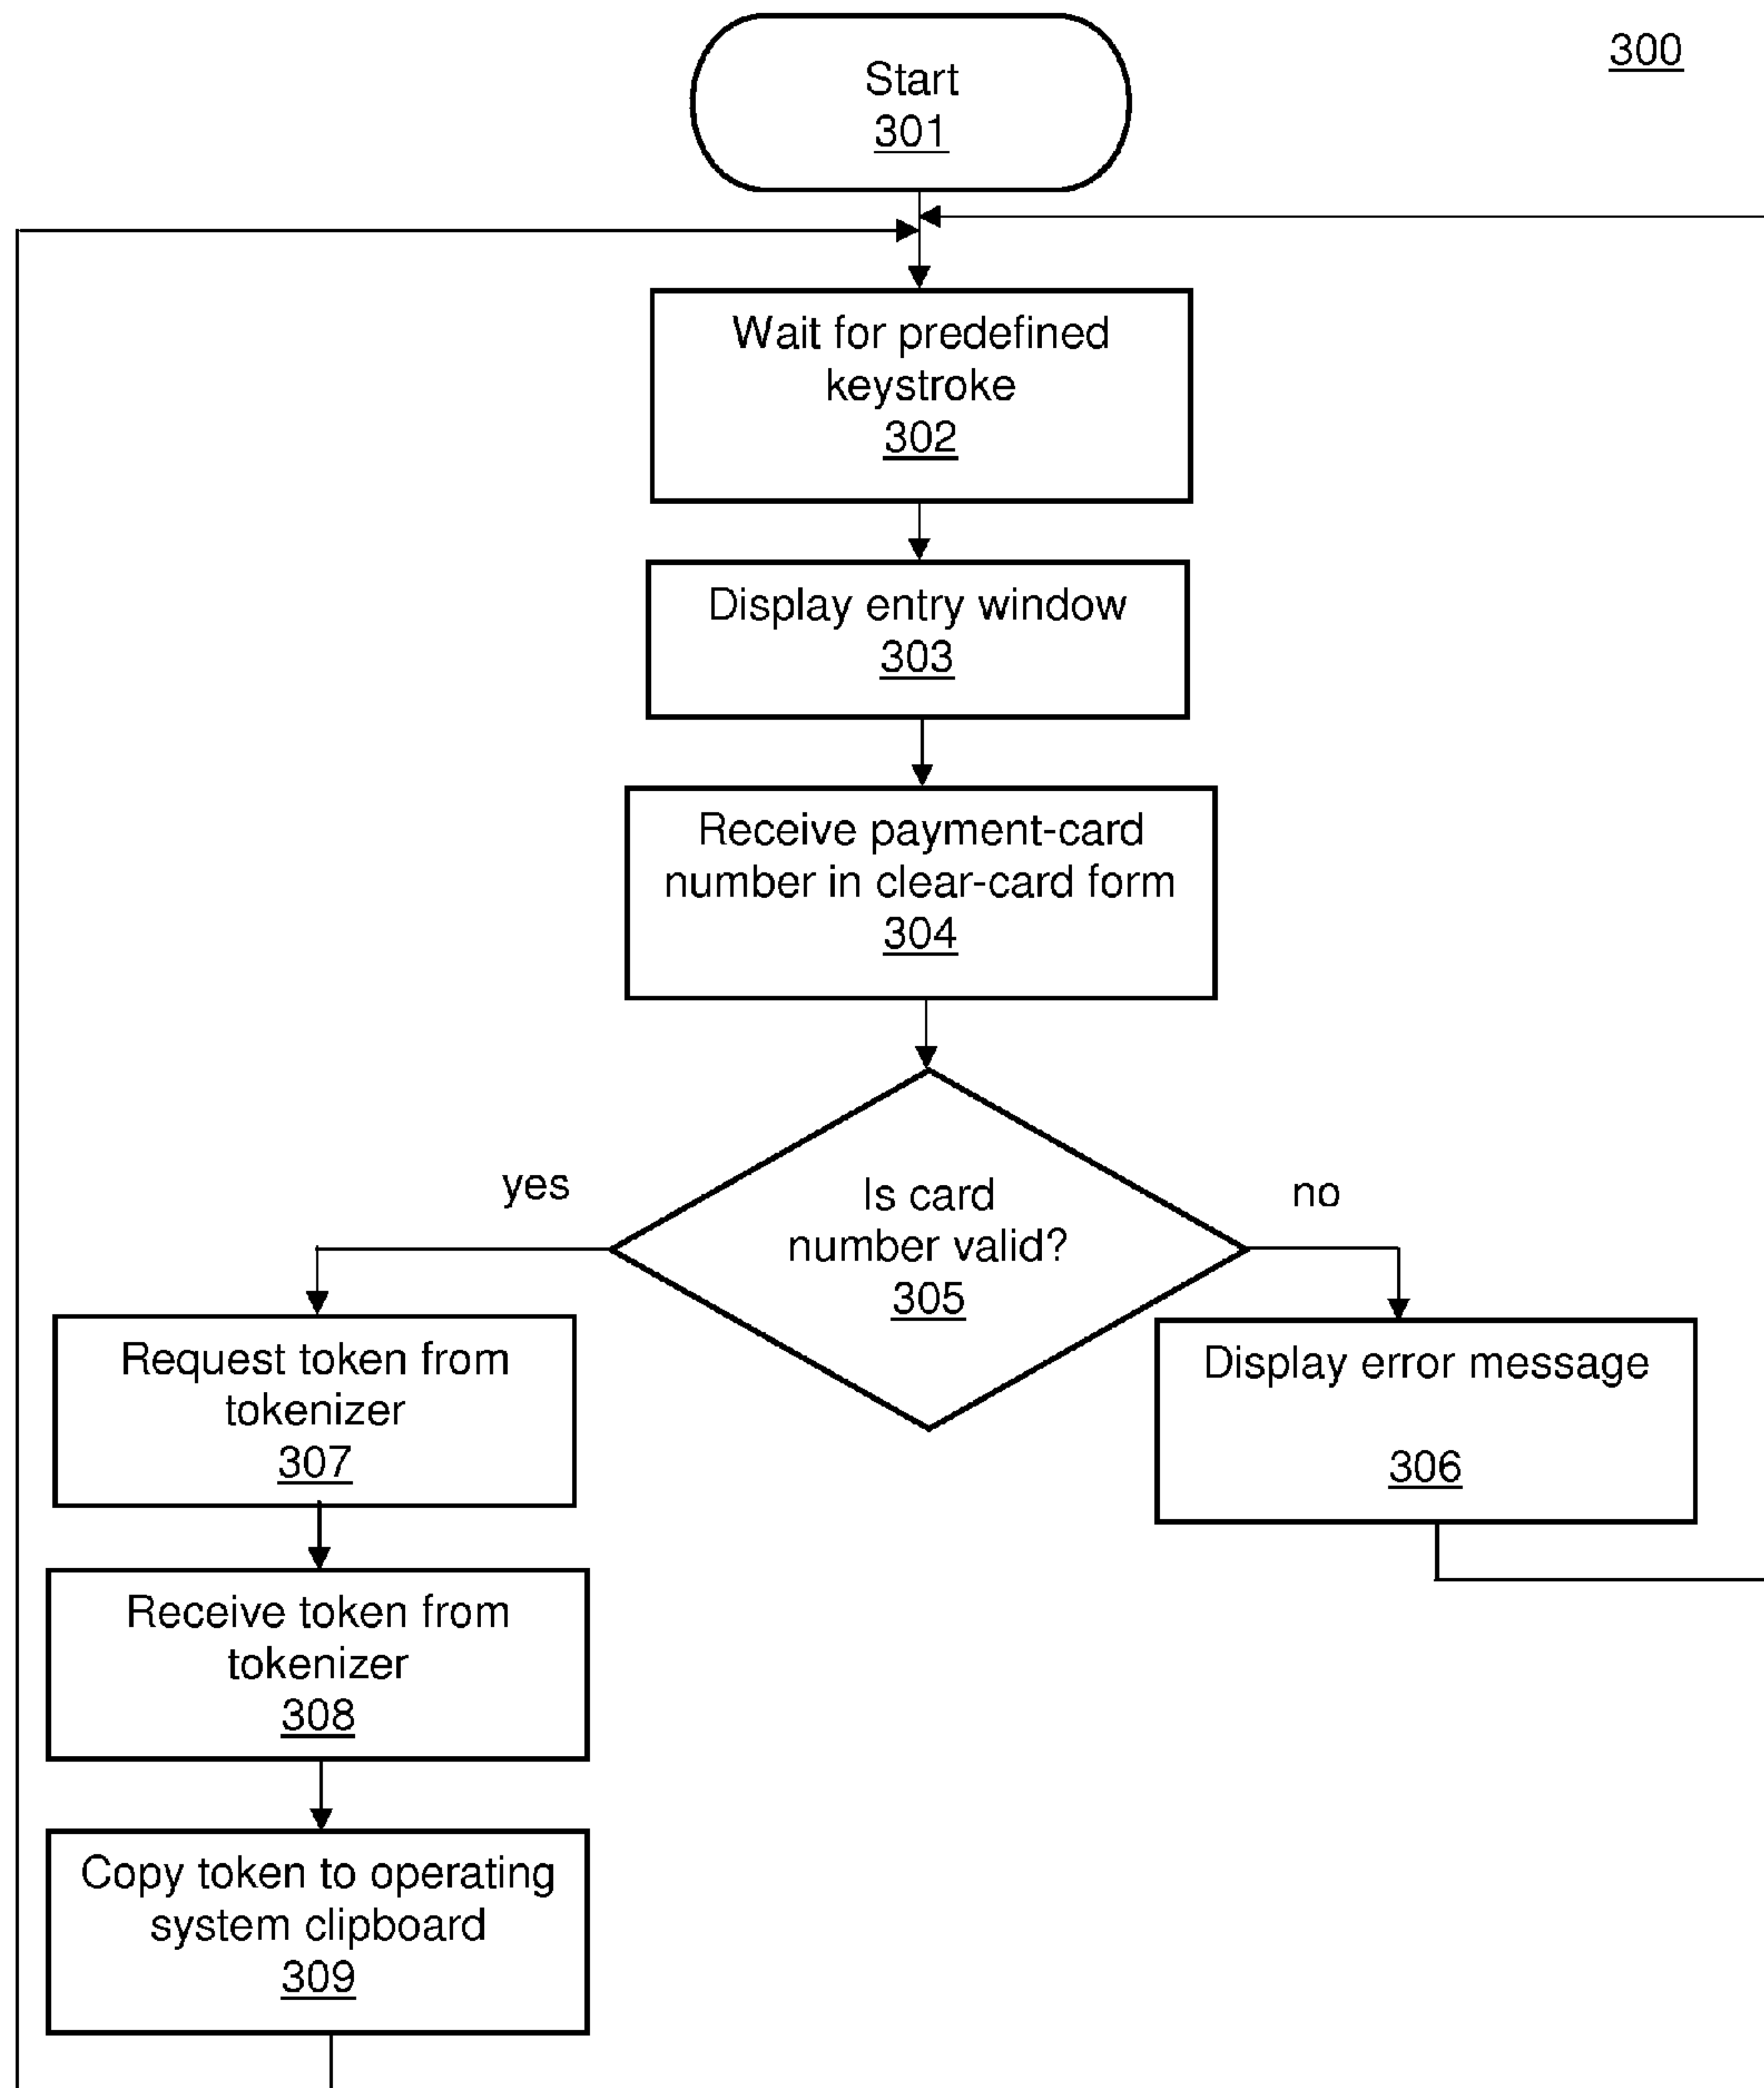 300
Start
301
Wait for predefined
keystroke
302
Display entry window
303
Receive payment-card
number in clear-card form
304
yes
no
Is card
number valid?
305
Request token from
tokenizer
307
Display error message
306
Receive token from
tokenizer
308
Copy token to operating
system clipboard
309